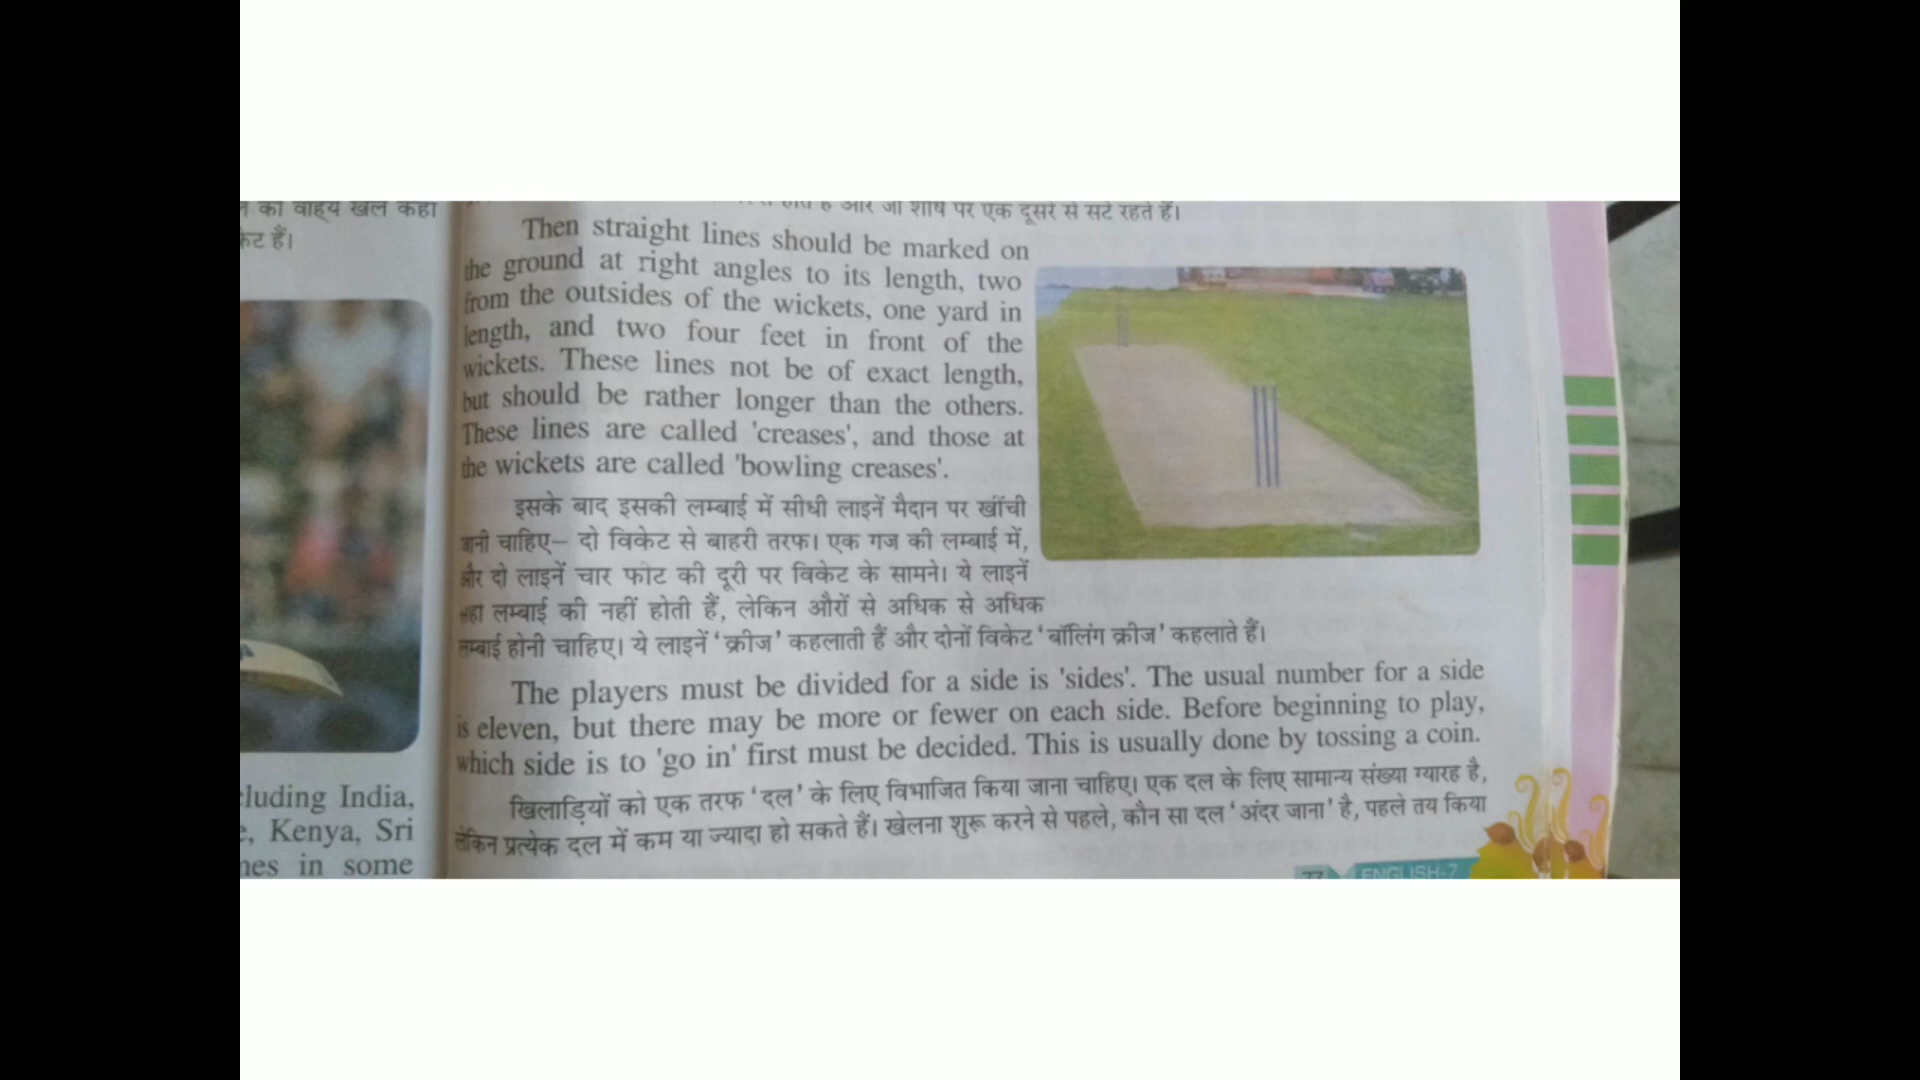 को वाह्य खेल कहा
हैं।
luding India,
Kenya, Sri
in some
और जो शीर्ष पर एक दूसरे से सटे रहते हैं।
Then straight lines should be marked on
the ground at right angles to its length, two
from the outsides of the wickets, one yard in
length, and two four feet in front of the
wickets. These lines not be of exact length,
but should be rather longer than the others.
These lines are called 'creases', and those at
the wickets are called 'bowling creases'.
इसके बाद इसकी लम्बाई में सीधी लाइनें मैदान पर खींची
जानी चाहिए– दो विकेट से बाहरी तरफ। एक गज की लम्बाई में,
और दो लाइनें चार फीट की दूरी पर विकेट के सामने। ये लाइनें
लम्बाई की नहीं होती हैं, लेकिन औरों से अधिक से अधिक
लम्बाई होनी चाहिए। ये लाइनें 'क्रीज' कहलाती हैं और दोनों विकेट 'बॉलिंग क्रीज' कहलाते हैं।
The players must be divided for a side is 'sides'. The usual number for a side
is eleven, but there may be more or fewer on each side. Before beginning to play,
which side is to 'go in' first must be decided. This is usually done by tossing a coin.
खिलाड़ियों को एक तरफ 'दल' के लिए विभाजित किया जाना चाहिए। एक दल के लिए सामान्य संख्या ग्यारह है,
लेकिन प्रत्येक दल में कम या ज्यादा हो सकते हैं। खेलना शुरू करने से पहले, कौन सा दल 'अंदर जाना' है, पहले तय किया
77 ENGLISH-7